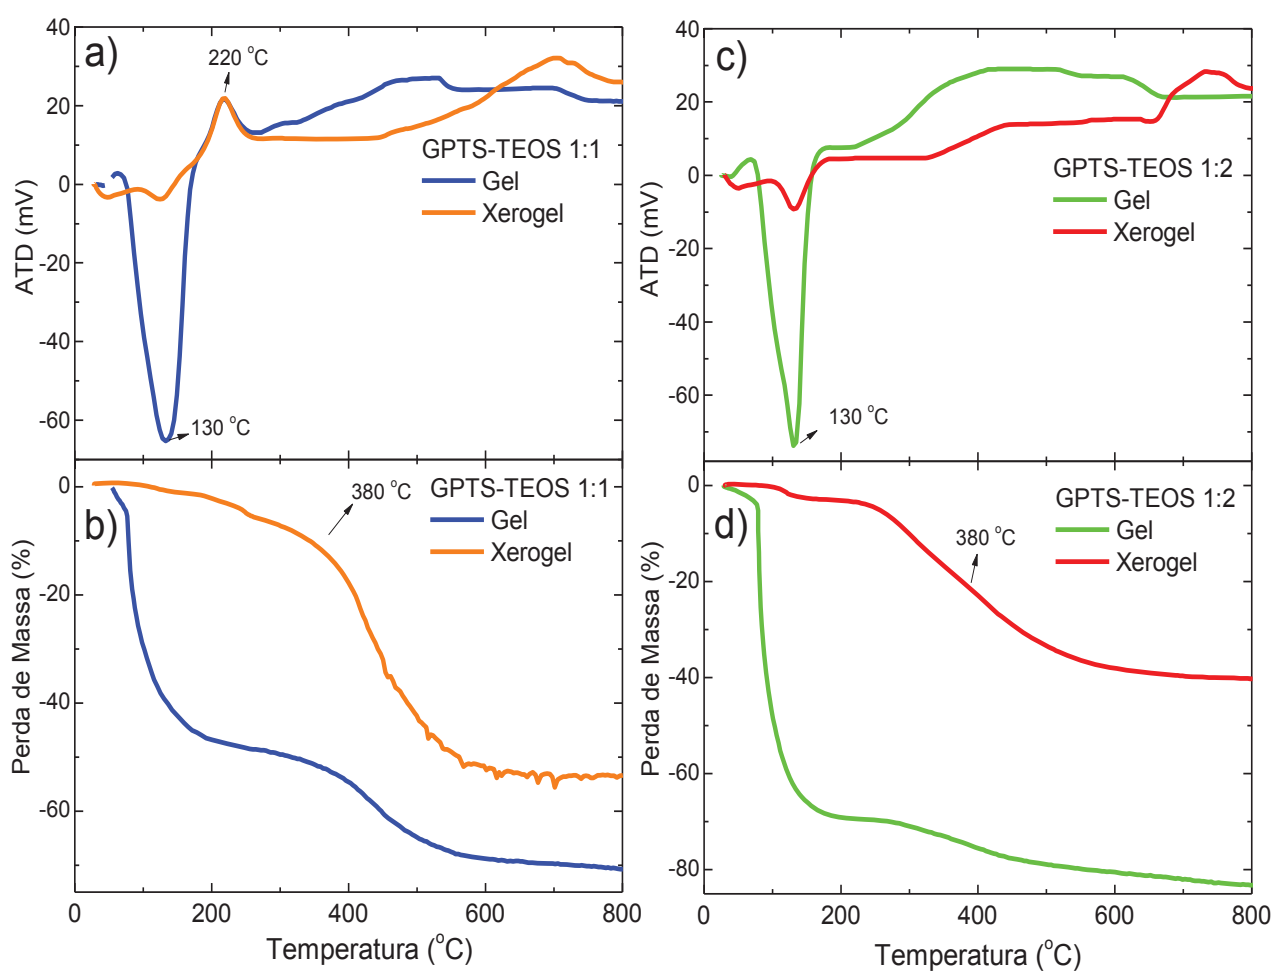 a)
220 °C
GPTS-TEOS 1:1
Gel
Xerogel
130 °C
ATD (mV)
40
20
0
-20
-40
-60
b)
380 °C
GPTS-TEOS 1:1
Gel
Xerogel
Perda de Massa (%)
0
-20
-40
-60
0
200
400
600
800
Temperatura (°C)
c)
GPTS-TEOS 1:2
Gel
Xerogel
130 °C
ATD (mV)
40
20
0
-20
-40
-60
d)
380 °C
GPTS-TEOS 1:2
Gel
Xerogel
Perda de Massa (%)
0
-20
-40
-60
-80
0
200
400
600
800
Temperatura (°C)